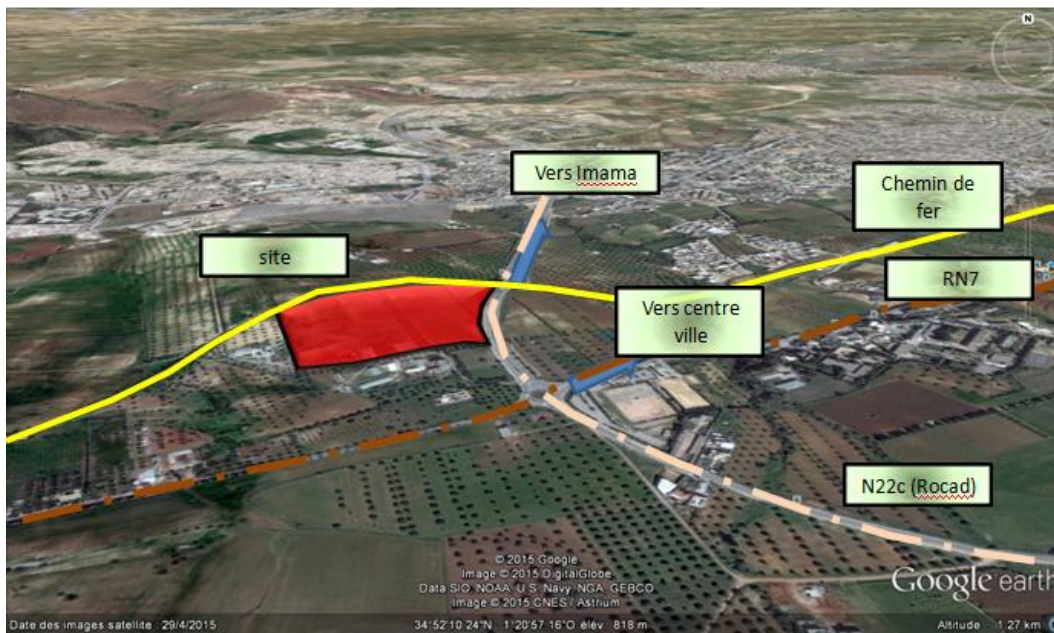 N
Vers Imama
Chemin de
fer
site
RN7
Vers centre
ville
N22c (Rocad)
© 2015 Google
Image © 2015 DigitalGlobe
Data SIO, NOAA, U.S. Navy, NGA, GEBCO
Image © 2015 CNES / Astrium
Google earth
Date des images satellite : 29/4/2015
34°52'10.24"N 1°20'57.16"O élév 818 m
Altitude 1.27 km